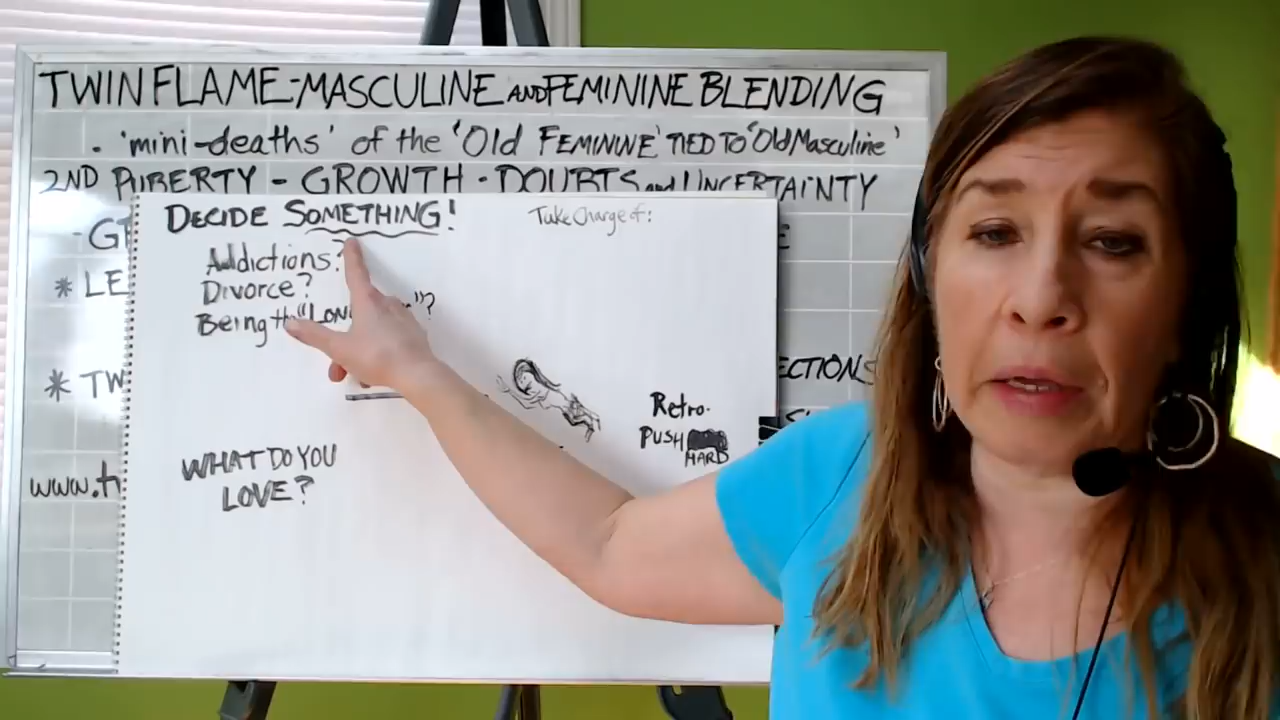 TWIN FLAME-MASCULINE AND FEMININE BLENDING
. 'mini-deaths' of the 'Old FEMININE' TIED TO 'Old Masculine'
2ND PUBERTY - GROWTH - DOUBTS and UNCERTAINTY
DECIDE SOMETHING!
Take Charge of:
Addictions?
Divorce?
Being
* LE
* TW
ECTIONS
Retro.
PUSH
HARD
WHAT DO YOU
LOVE?
www.t